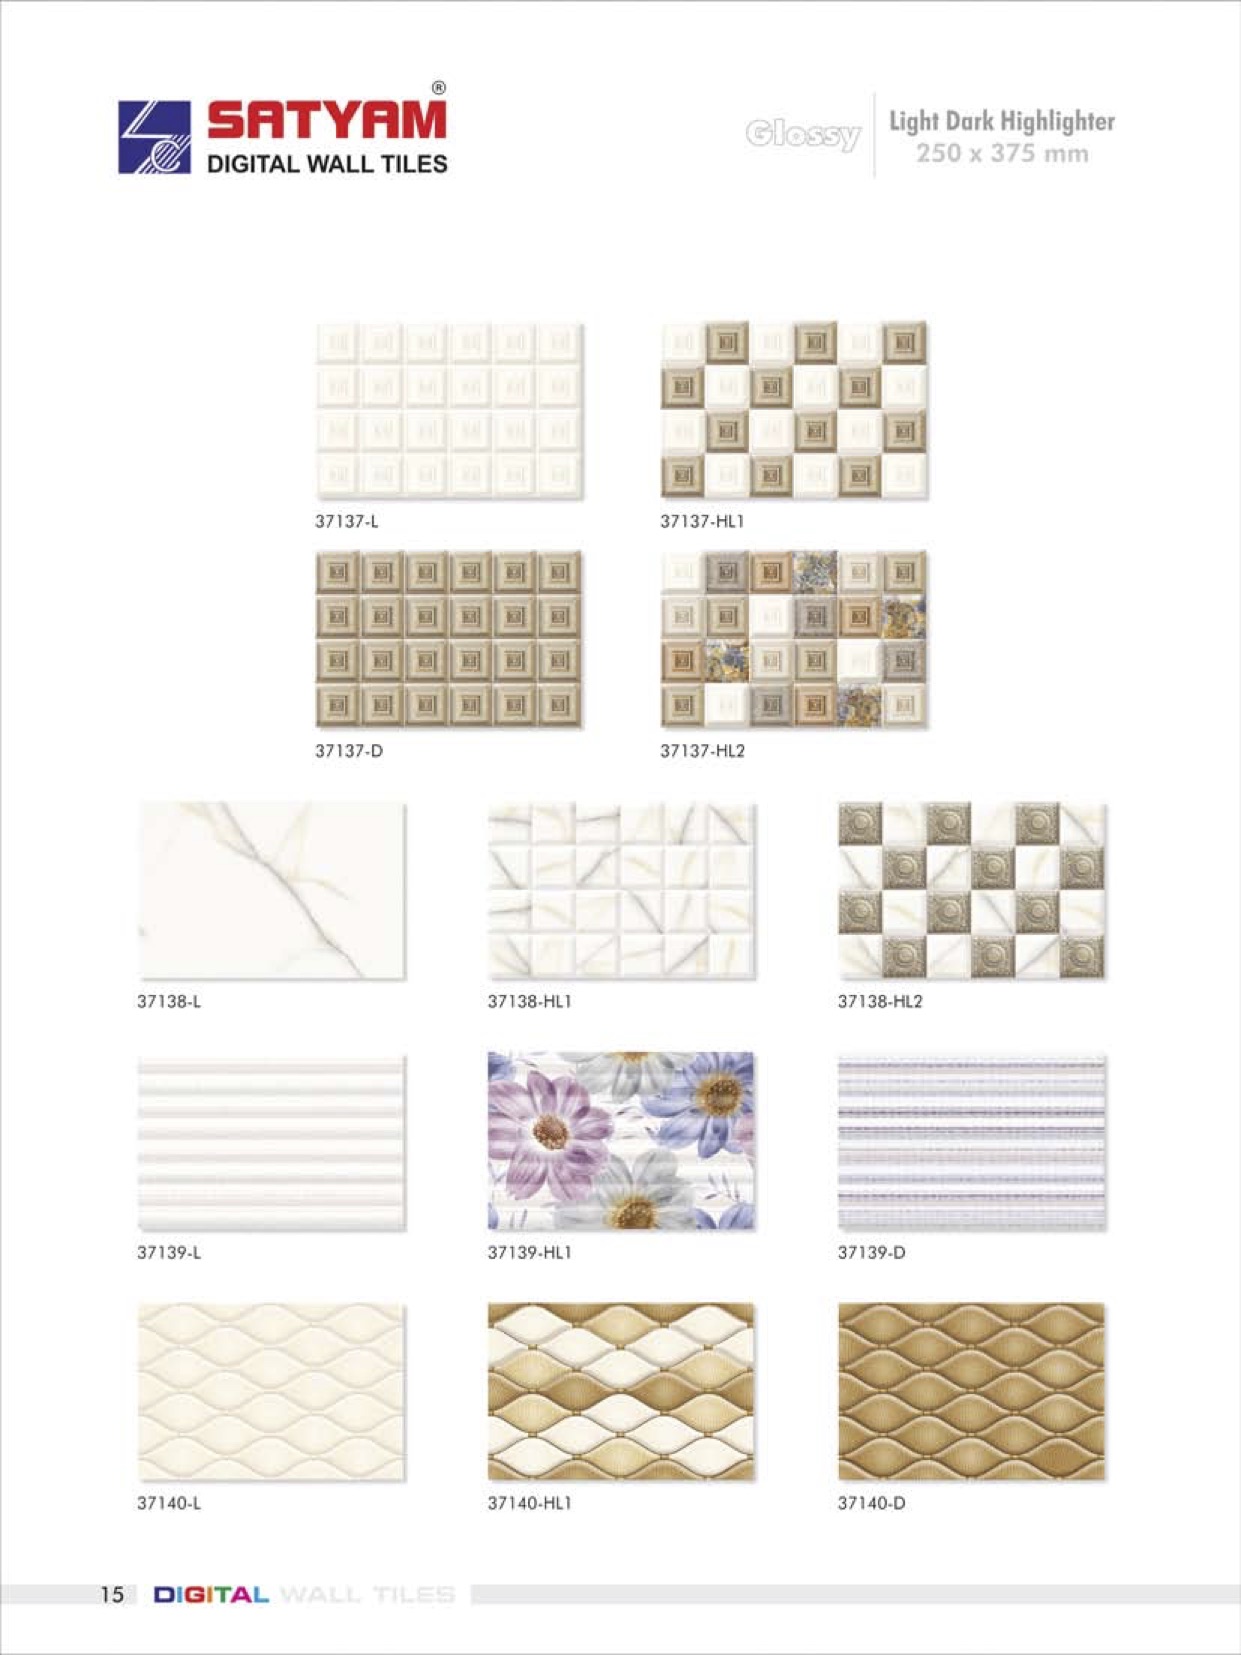 ®
SATYAM
DIGITAL WALL TILES
Glossy
Light Dark Highlighter
250 x 375 mm
37137-L
37137-HL1
37137-D
37137-HL2
37138-L
37138-HL1
37138-HL2
37139-L
37139-HL1
37139-D
37140-L
37140-HL1
37140-D
15 DIGITAL WALL TILES